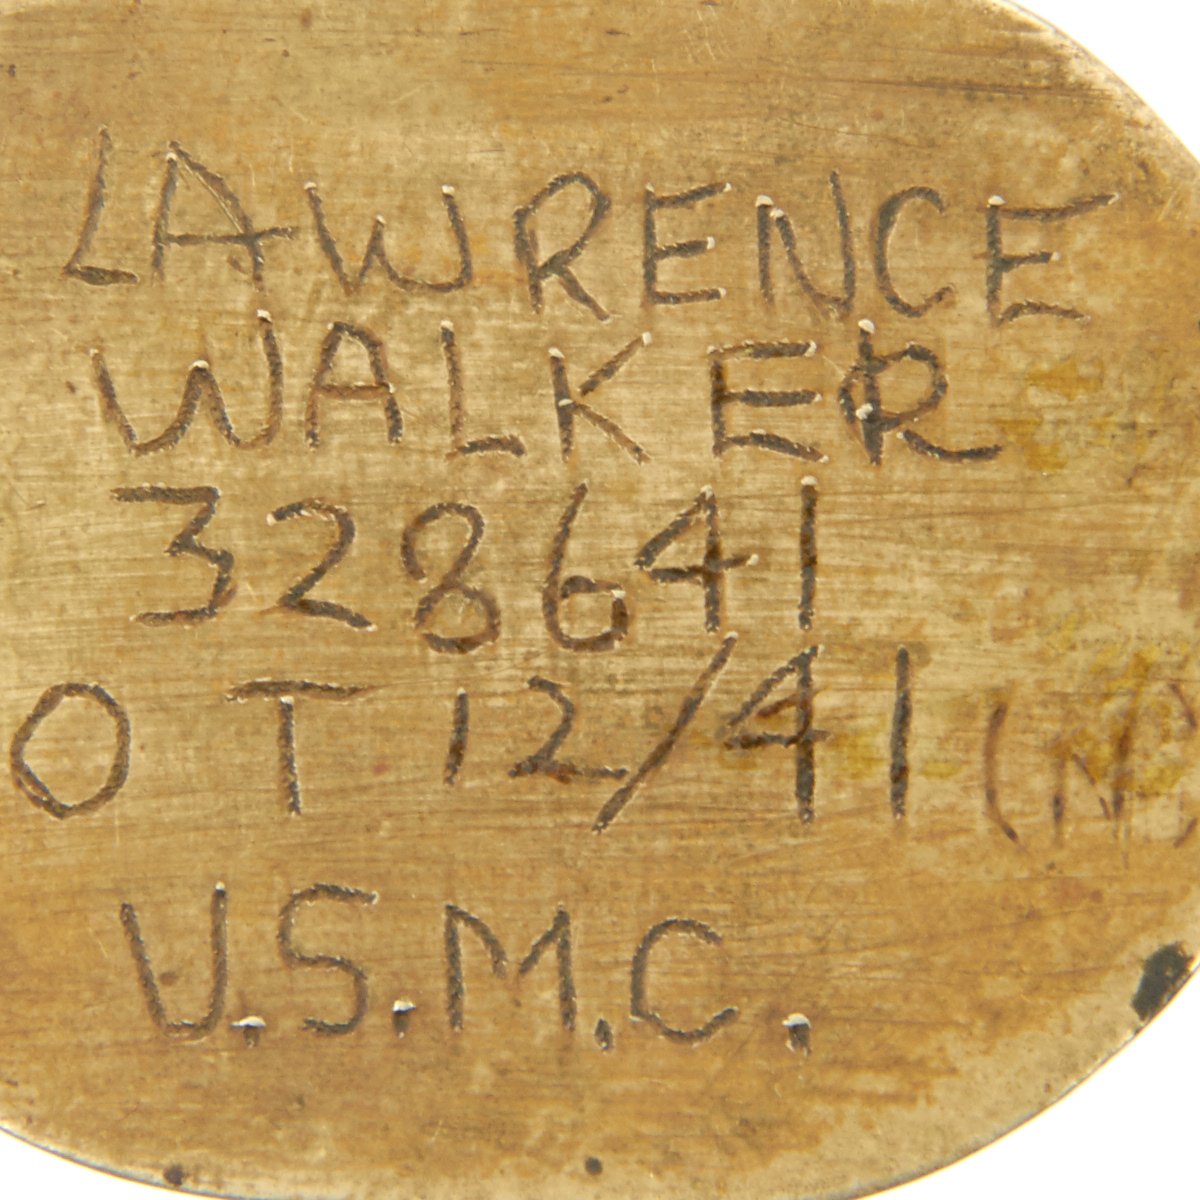 LAWRENCE
WALKER
328641
O T 12/41 (N)
U.S.M.C.